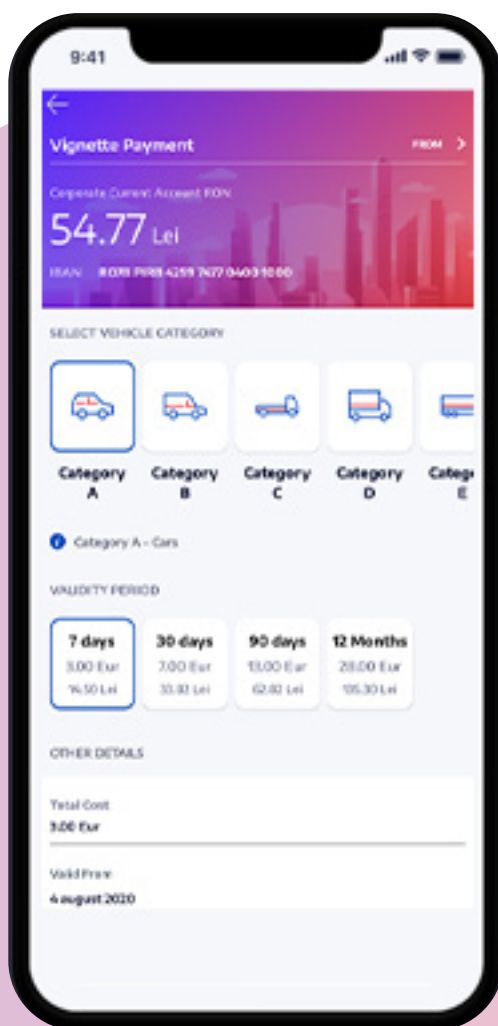 9:41
Vignette Payment FROM
Corporate Current Account RON
54.77 Lei
IBAN
SELECT VEHICLE CATEGORY
Category A
Category B
Category C
Category D
Categ E
Category A - Cars
VALIDITY PERIOD
7 days
3.00 Eur
14.50 Lei
30 days
7.00 Eur
33.82 Lei
90 days
13.00 Eur
62.82 Lei
12 Months
28.00 Eur
135.30 Lei
OTHER DETAILS
Total Cost
3.00 Eur
Valid From
4 august 2020